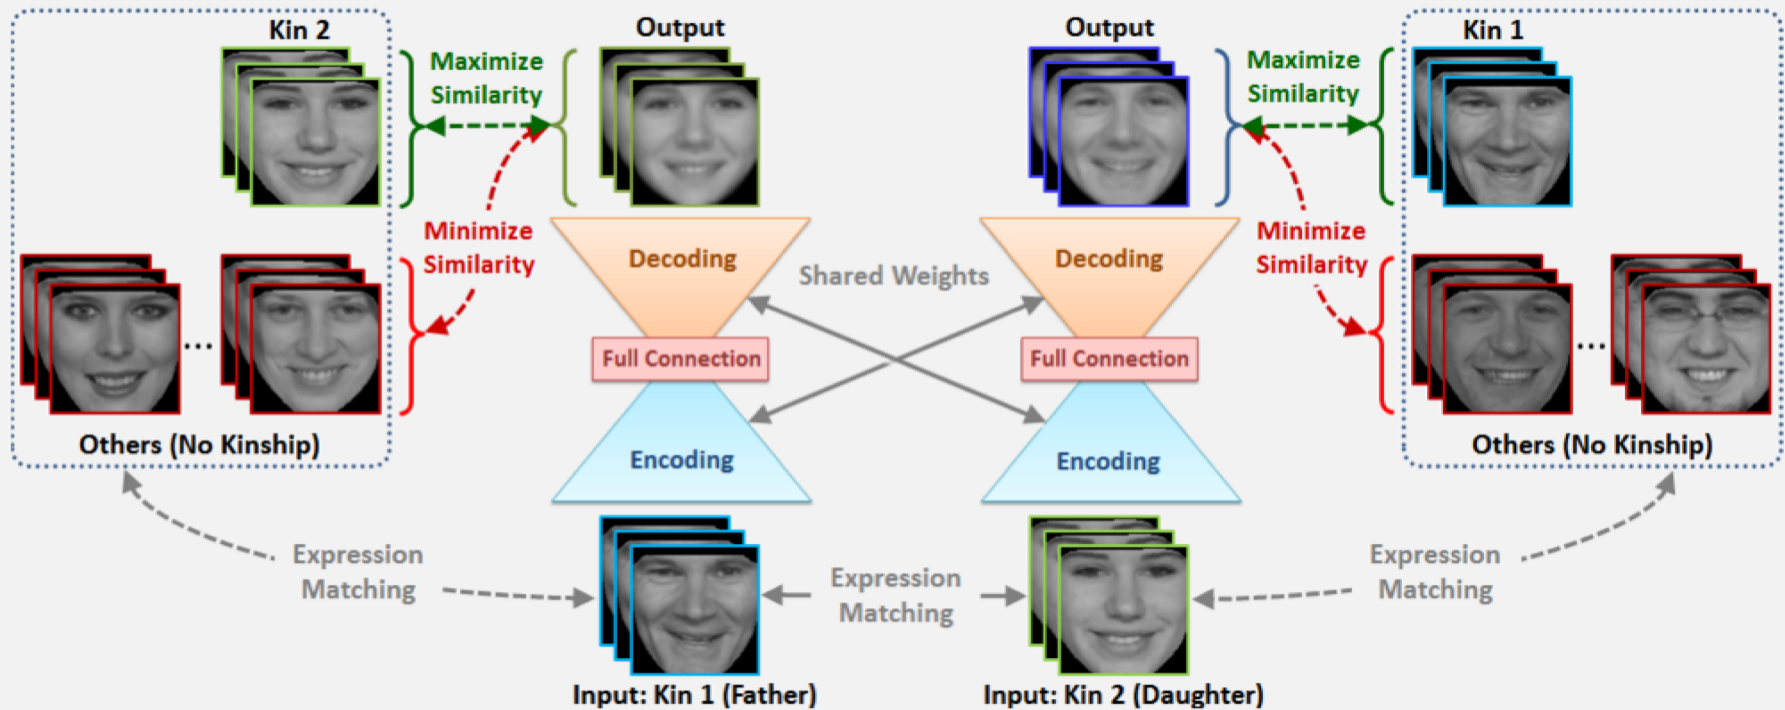 Kin 2
Output
Output
Kin 1
Maximize
Similarity
Maximize
Similarity
Minimize
Similarity
Minimize
Similarity
Decoding
Decoding
Shared Weights
...
...
Full Connection
Full Connection
Others (No Kinship)
Others (No Kinship)
Encoding
Encoding
Expression
Matching
Expression
Matching
Expression
Matching
Input: Kin 1 (Father)
Input: Kin 2 (Daughter)